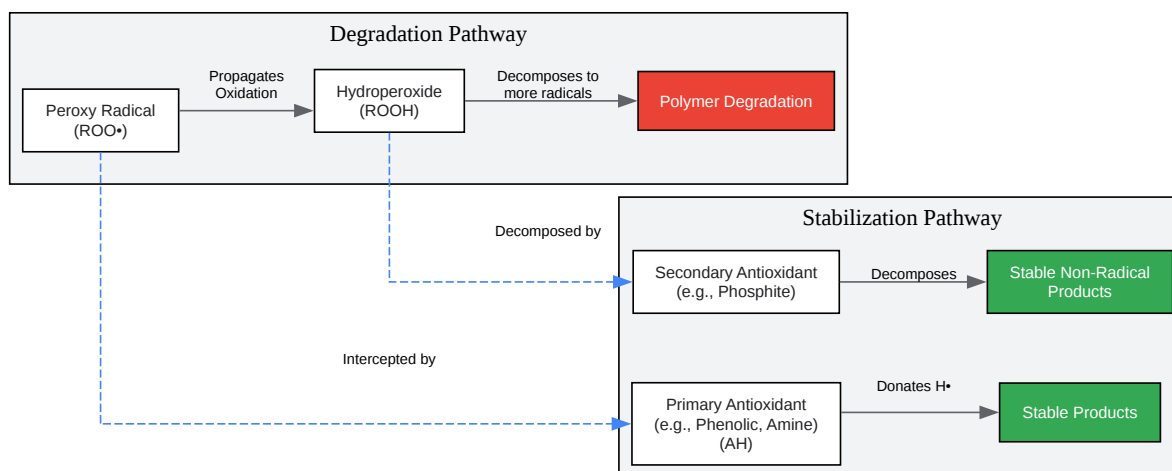 Degradation Pathway
Propagates
Oxidation
Decomposes to
more radicals
Peroxy Radical
(ROO•)
Hydroperoxide
(ROOH)
Polymer Degradation
Stabilization Pathway
Decomposed by
Secondary Antioxidant
(e.g., Phosphite)
Decomposes
Stable Non-Radical
Products
Intercepted by
Primary Antioxidant
(e.g., Phenolic, Amine)
(AH)
Donates H•
Stable Products